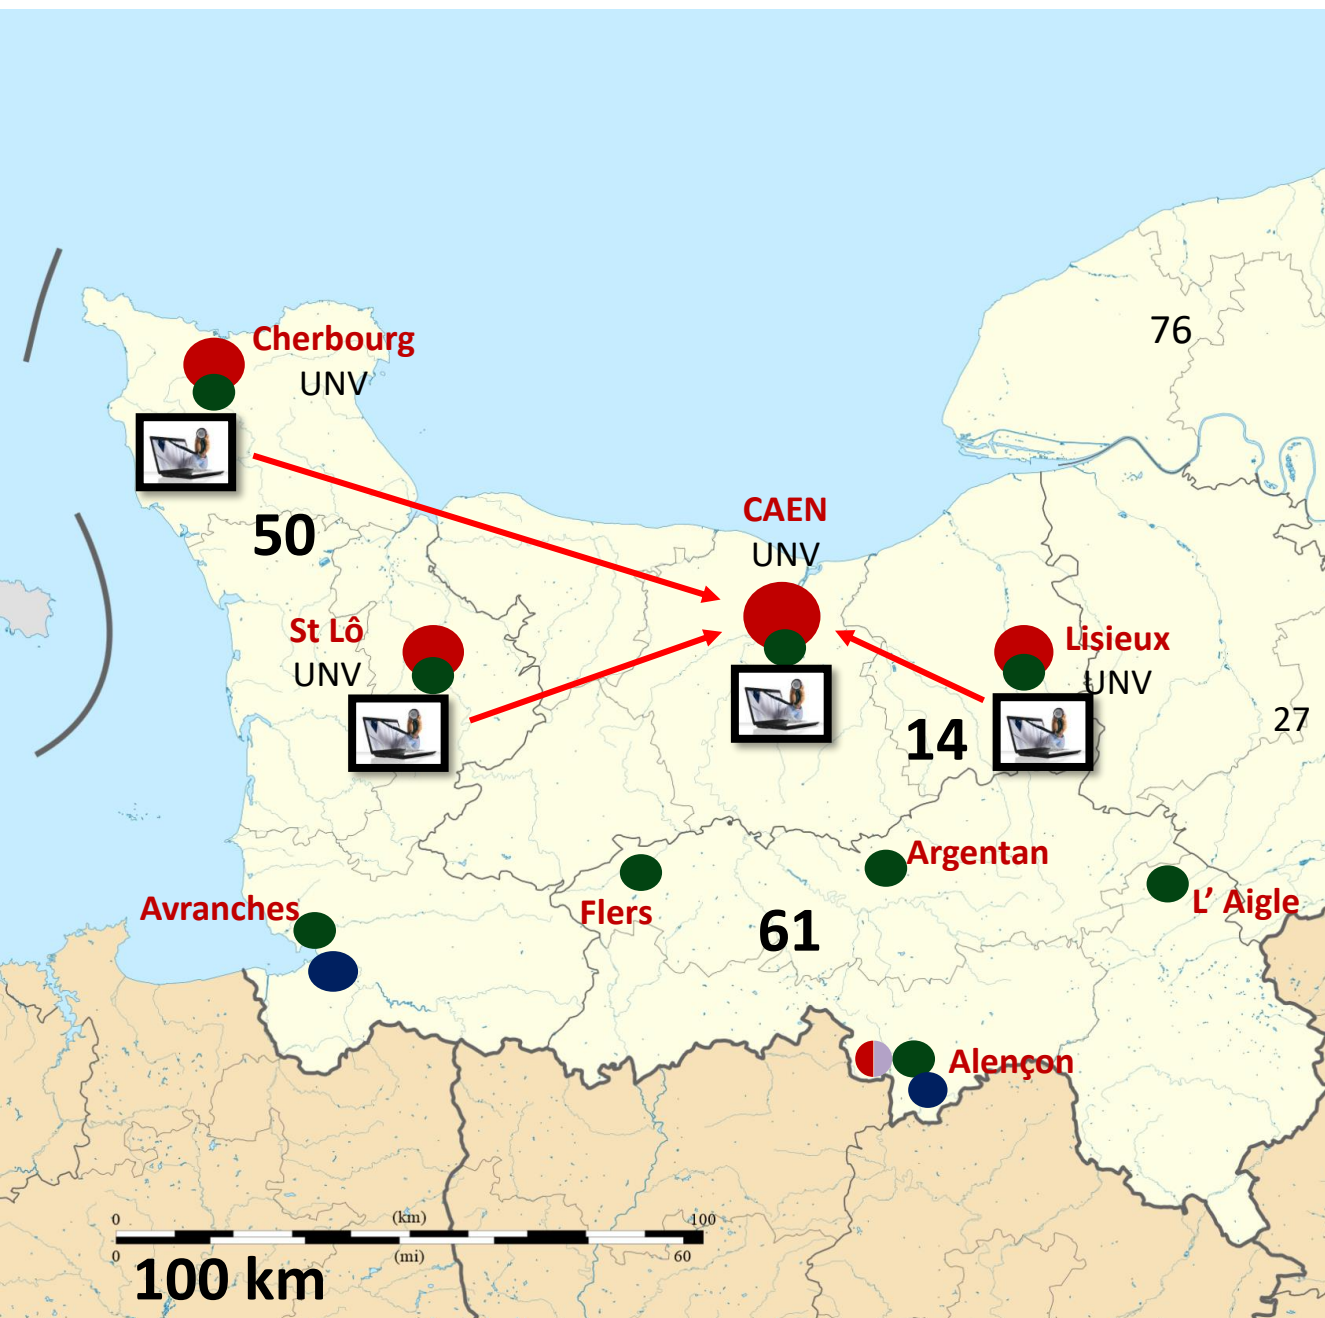 76
Cherbourg
UNV
50
CAEN
UNV
St Lô
UNV
Lisieux
UNV
14
27
Argentan
L’ Aigle
Avranches
Flers
61
Alençon
0 (km) 100
0 (mi) 60
100 km